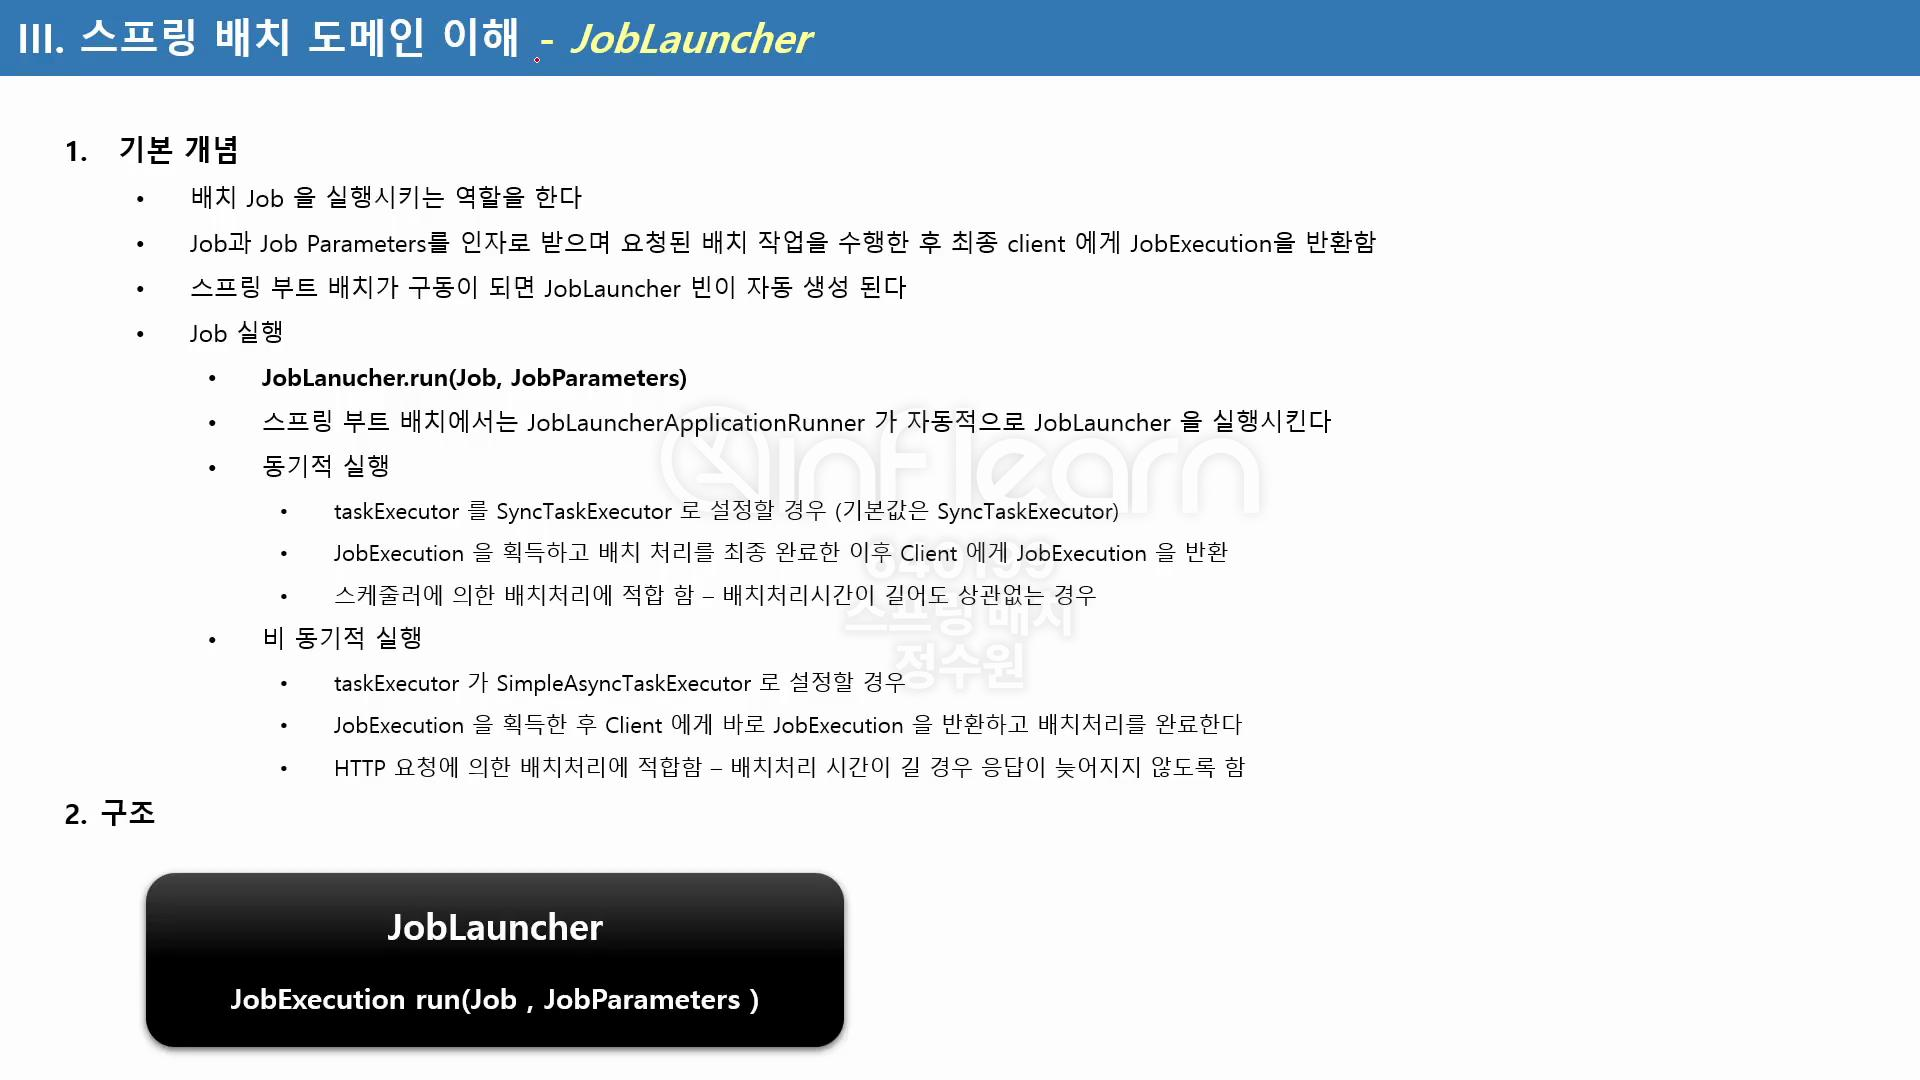 III. 스프링 배치 도메인 이해 - JobLauncher
1. 기본 개념
• 배치 Job 을 실행시키는 역할을 한다
• Job과 Job Parameters를 인자로 받으며 요청된 배치 작업을 수행한 후 최종 client 에게 JobExecution을 반환함
• 스프링 부트 배치가 구동이 되면 JobLauncher 빈이 자동 생성 된다
• Job 실행
• JobLanucher.run(Job, JobParameters)
• 스프링 부트 배치에서는 JobLauncherApplicationRunner 가 자동적으로 JobLauncher 을 실행시킨다
inflearn
• 동기적 실행
• taskExecutor 를 SyncTaskExecutor 로 설정할 경우 (기본값은 SyncTaskExecutor)
• JobExecution 을 획득하고 배치 처리를 최종 완료한 이후 Client 에게 JobExecution 을 반환
640199
• 스케줄러에 의한 배치처리에 적합 함 – 배치처리시간이 길어도 상관없는 경우
스프링 배치
• 비 동기적 실행
정수원
• taskExecutor 가 SimpleAsyncTaskExecutor 로 설정할 경우
• JobExecution 을 획득한 후 Client 에게 바로 JobExecution 을 반환하고 배치처리를 완료한다
• HTTP 요청에 의한 배치처리에 적합함 – 배치처리 시간이 길 경우 응답이 늦어지지 않도록 함
2. 구조
JobLauncher
JobExecution run(Job , JobParameters )